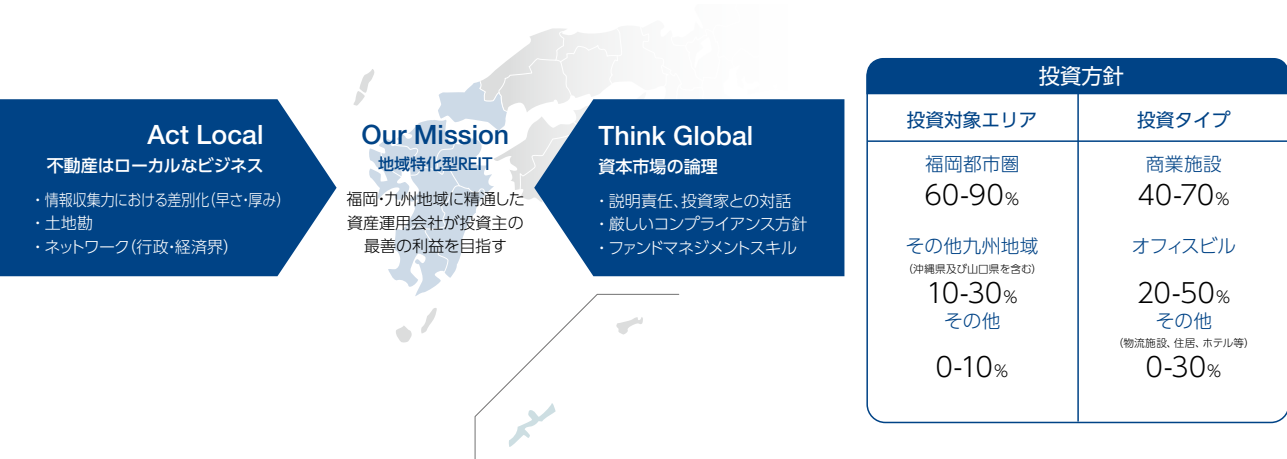 Act Local
不動産はローカルなビジネス
・情報収集力における差別化(早さ・厚み)
・土地勘
・ネットワーク(行政・経済界)
Our Mission
地域特化型REIT
福岡・九州地域に精通した
資産運用会社が投資主の
最善の利益を目指す
Think Global
資本市場の論理
・説明責任、投資家との対話
・厳しいコンプライアンス方針
・ファンドマネジメントスキル
投資方針
投資対象エリア
福岡都市圏
60-90%
その他九州地域
(沖縄県及び山口県を含む)
10-30%
その他
0-10%
投資タイプ
商業施設
40-70%
オフィスビル
20-50%
その他
(物流施設、住居、ホテル等)
0-30%